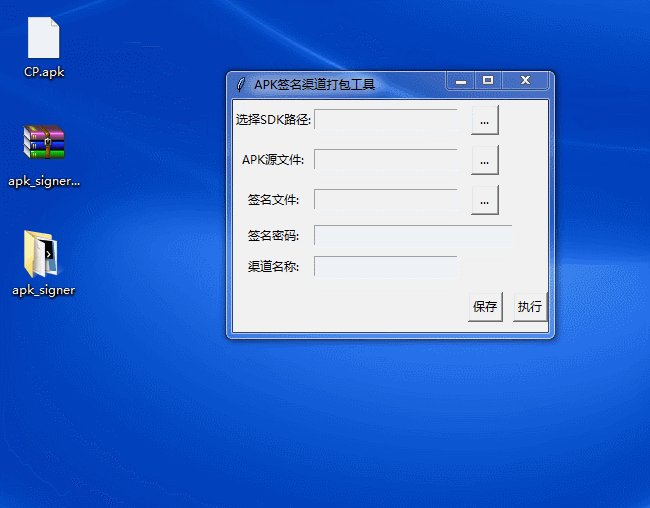 CP.apk
apk_signer...
apk_signer
APK签名渠道打包工具
选择SDK路径:
...
APK源文件:
...
签名文件:
...
签名密码:
渠道名称:
保存
执行